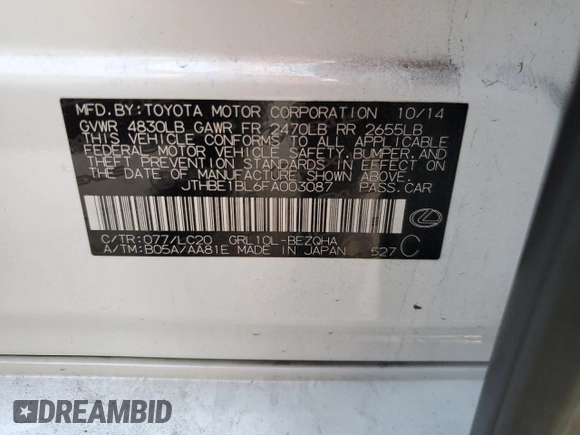 MFD.BY:TOYOTA MOTOR CORPORATION 10/14
GVWR 4830LB GAWR FR 2470LB RR 2655LB
THIS VEHICLE CONFORMS TO ALL APPLICABLE
FEDERAL MOTOR VEHICLE SAFETY, BUMPER, AND
THEFT PREVENTION STANDARDS IN EFFECT ON
THE DATE OF MANUFACTURE SHOWN ABOVE.
JTHBE1BL6FA003087 PASS.CAR
C/TR:077/LC20 GRL10L-BEZQHA
A/TM:B05A/AA81E MADE IN JAPAN 527 C
DREAMBID